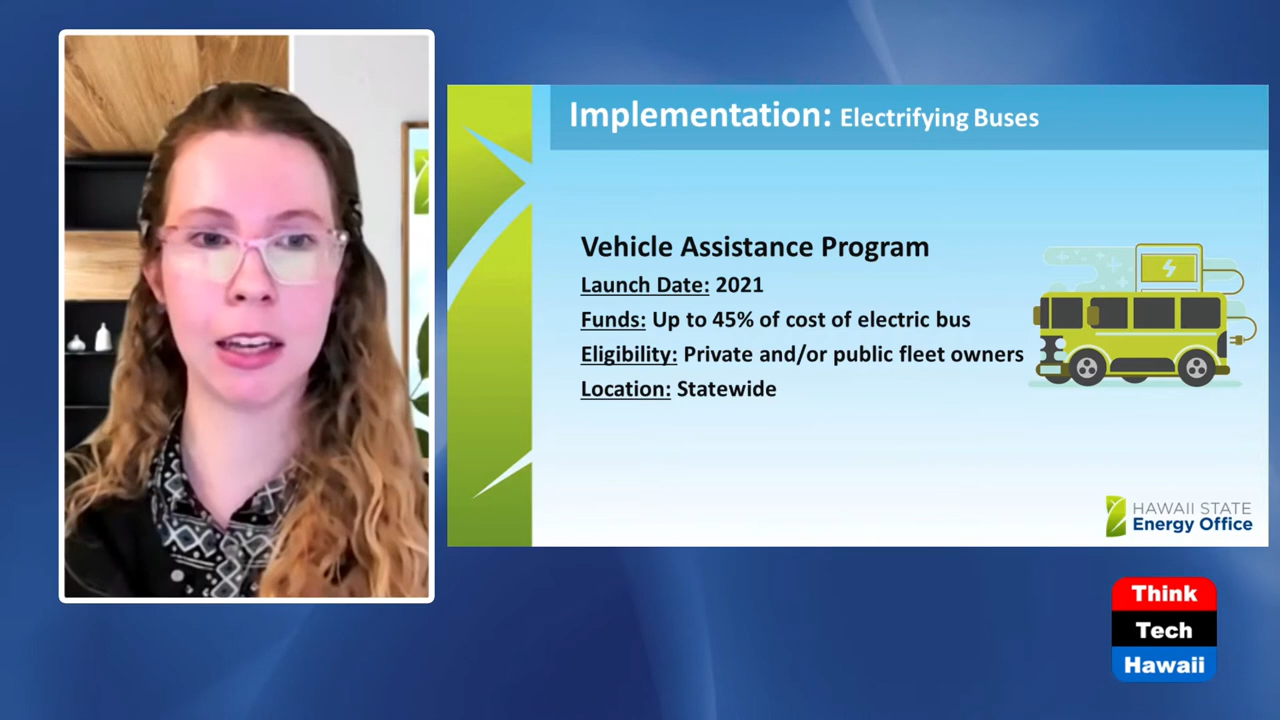 Implementation: Electrifying Buses
Vehicle Assistance Program
Launch Date: 2021
Funds: Up to 45% of cost of electric bus
Eligibility: Private and/or public fleet owners
Location: Statewide
HAWAII STATE
Energy Office
Think
Tech
Hawaii